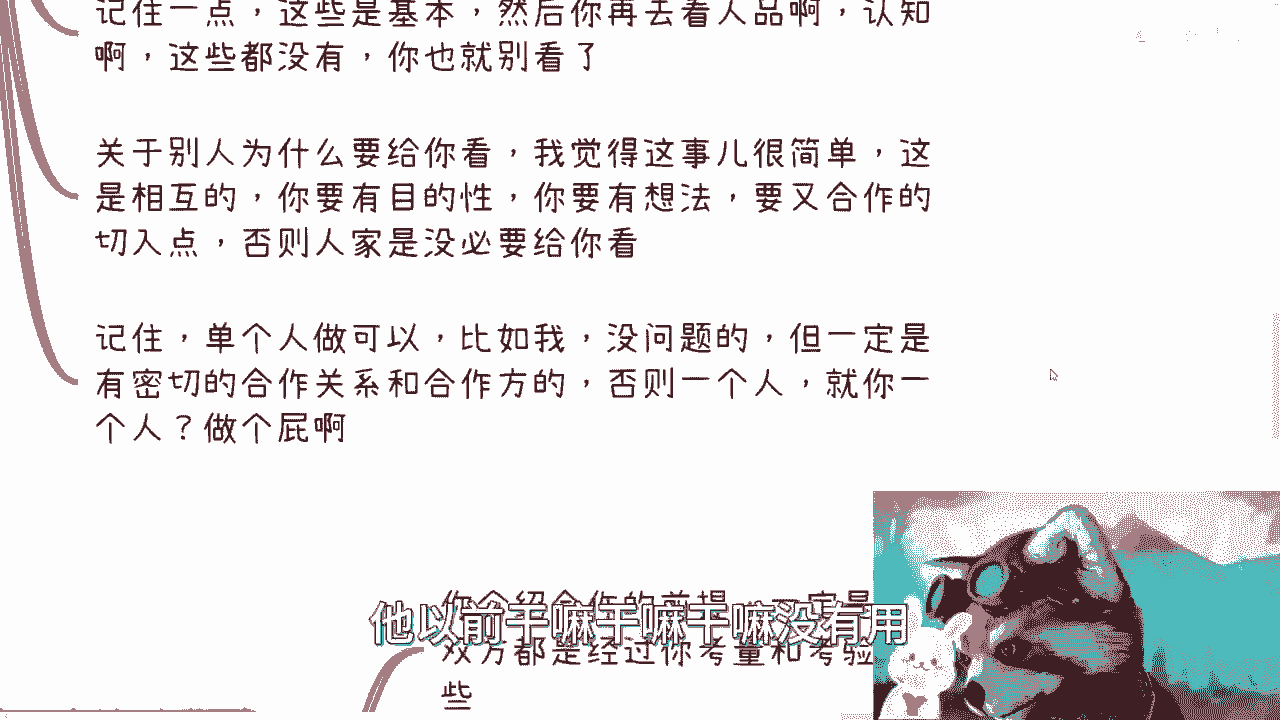 记住一点，这些是基本，然后你再去看人品啊，认知
啊，这些都没有，你也就别看了
关于别人为什么要给你看，我觉得这事儿很简单，这
是相互的，你要有目的性，你要有想法，要又合作的
切入点，否则人家是没必要给你看
记住，单个人做可以，比如我，没问题的，但一定是
有密切的合作关系和合作方的，否则一个人，就你一
个人？做个屁啊
你介绍合作的前提，一定是
他以前干嘛干嘛干嘛没有用
双方都是经过你考量和考验
些